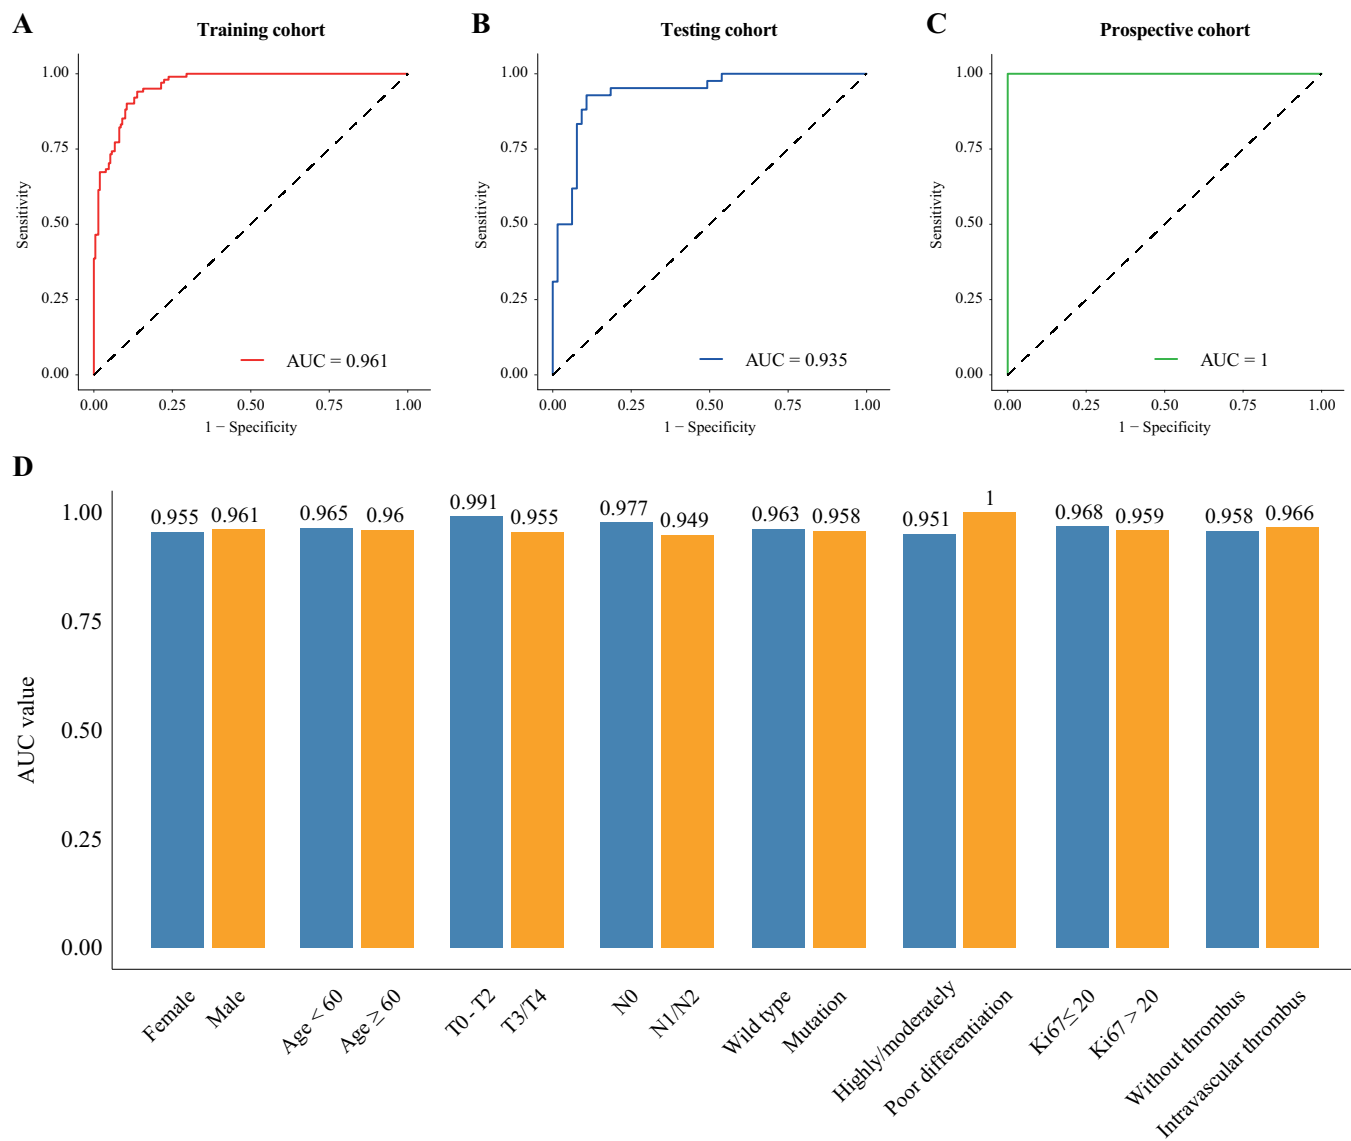 A
Training cohort
1.00
0.75
0.50
0.25
0.00
Sensitivity
AUC = 0.961
0.00 0.25 0.50 0.75 1.00
1 − Specificity
B
Testing cohort
1.00
0.75
0.50
0.25
0.00
Sensitivity
AUC = 0.935
0.00 0.25 0.50 0.75 1.00
1 − Specificity
C
Prospective cohort
1.00
0.75
0.50
0.25
0.00
Sensitivity
AUC = 1
0.00 0.25 0.50 0.75 1.00
1 − Specificity
D
AUC value
1.00
0.75
0.50
0.25
0.00
0.955 0.961 0.965 0.96 0.991 0.955 0.977 0.949 0.963 0.958 0.951 1 0.968 0.959 0.958 0.966
Female
Male
Age < 60
Age ≥ 60
T0 - T2
T3/T4
N0
N1/N2
Wild type
Mutation
Highly/moderately
Poor differentiation
Ki67≤ 20
Ki67 > 20
Without thrombus
Intravascular thrombus